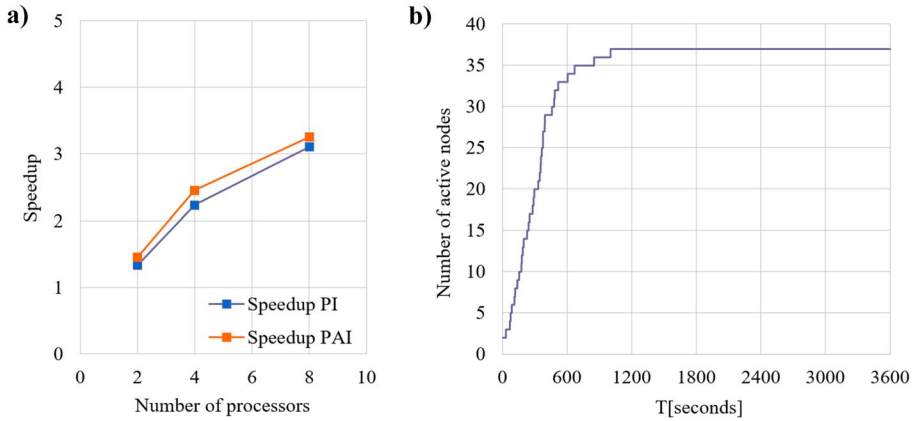 a)
5
4
3
2
1
0
Speedup
0 2 4 6 8 10
Number of processors
Speedup PI
Speedup PAI
b)
40
35
30
25
20
15
10
5
0
Number of active nodes
0 600 1200 1800 2400 3000 3600
T[seconds]